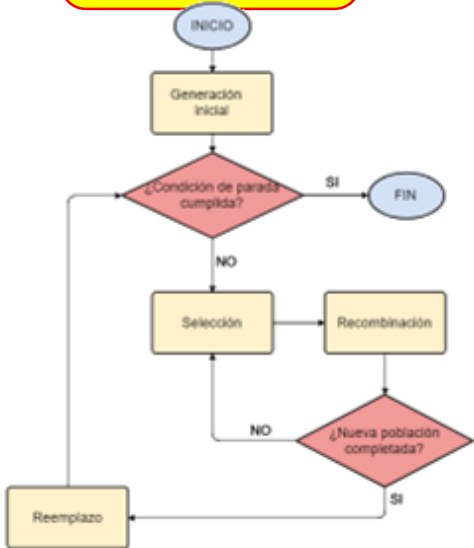 INICIO
Generación
inicial
¿Condición de parada
cumplida?
SI
FIN
NO
Selección
Recombinación
NO
¿Nueva población
completada?
SI
Reemplazo